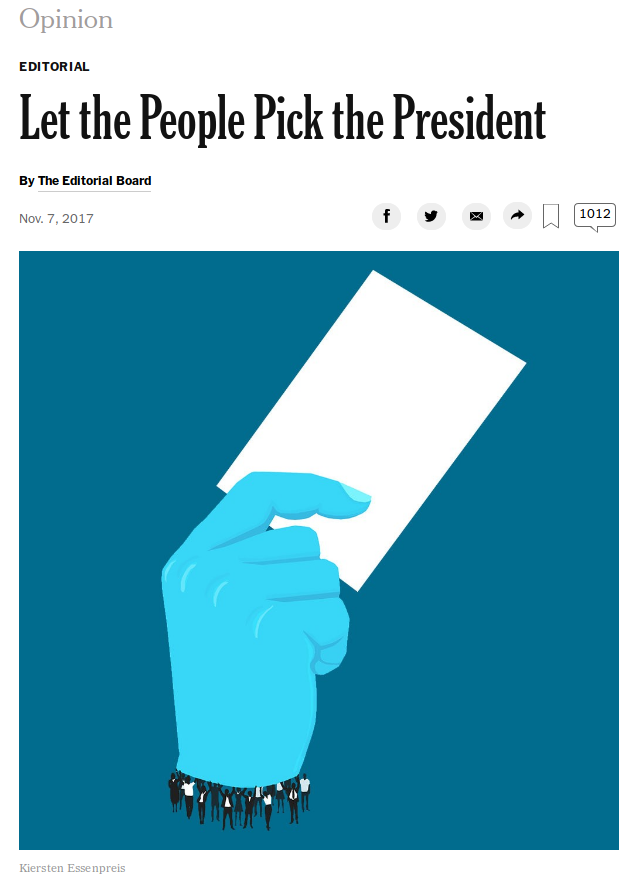 Opinion
EDITORIAL
Let the People Pick the President
By The Editorial Board
Nov. 7, 2017
1012
Kiersten Essenpreis